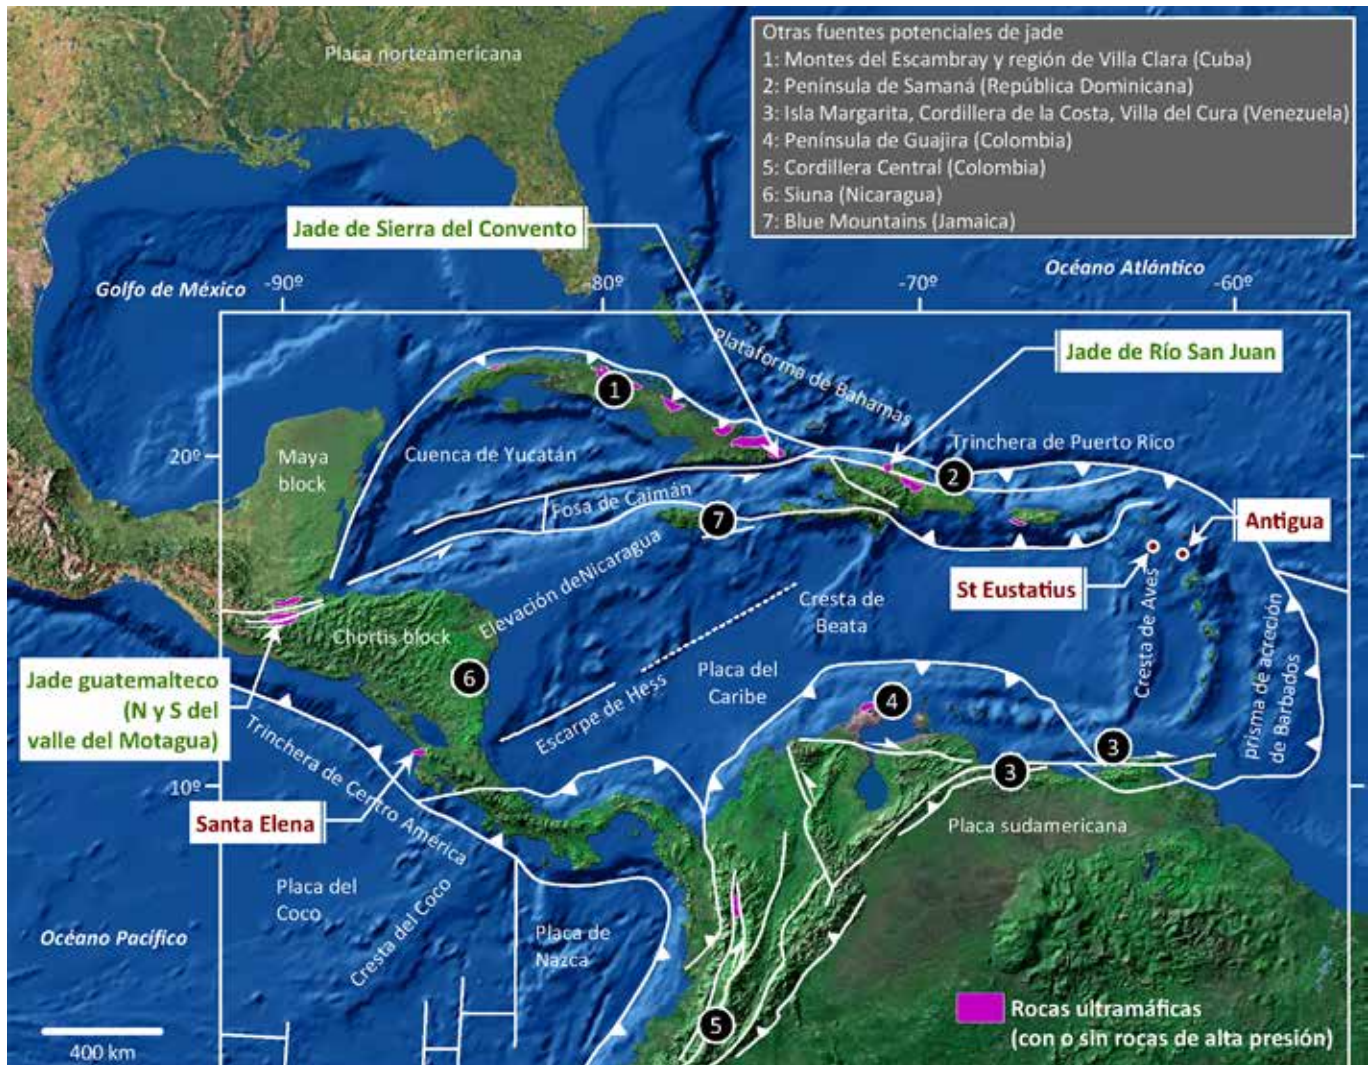 Placa norteamericana
Otras fuentes potenciales de jade
1: Montes del Escambray y región de Villa Clara (Cuba)
2: Península de Samaná (República Dominicana)
3: Isla Margarita, Cordillera de la Costa, Villa del Cura (Venezuela)
4: Península de Guajira (Colombia)
5: Cordillera Central (Colombia)
6: Siuna (Nicaragua)
7: Blue Mountains (Jamaica)
Jade de Sierra del Convento
Golfo de México
Océano Atlántico
-90º
-80º
-70º
-60º
Plataforma de Bahamas
Jade de Río San Juan
1
Maya
block
20º
Cuenca de Yucatán
Trinchera de Puerto Rico
2
Fosa de Caimán
7
Antigua
St Eustatius
Elevación de Nicaragua
Cresta de
Beata
Cresta de Aves
Chortis block
6
Placa del
Caribe
4
Escarpe de Hess
prisma de acreción
de Barbados
Jade guatemalteco
(N y S del
valle del Motagua)
Trinchera de Centro América
3
3
10º
Santa Elena
Placa sudamericana
Placa del
Coco
Cresta del Coco
Océano Pacífico
Placa de
Nazca
5
Rocas ultramáficas
(con o sin rocas de alta presión)
400 km